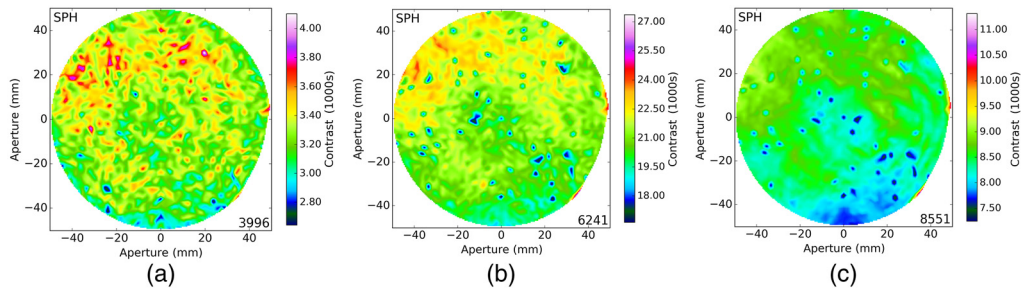 SPH
40
20
0
−20
−40
Aperture (mm)
−40 −20 0 20 40
Aperture (mm)
3996
4.00
3.80
3.60
3.40
3.20
3.00
2.80
Contrast (1000s)
(a)
SPH
40
20
0
−20
−40
Aperture (mm)
−40 −20 0 20 40
Aperture (mm)
6241
27.00
25.50
24.00
22.50
21.00
19.50
18.00
Contrast (1000s)
(b)
SPH
40
20
0
−20
−40
Aperture (mm)
−40 −20 0 20 40
Aperture (mm)
8551
11.00
10.50
10.00
9.50
9.00
8.50
8.00
7.50
Contrast (1000s)
(c)